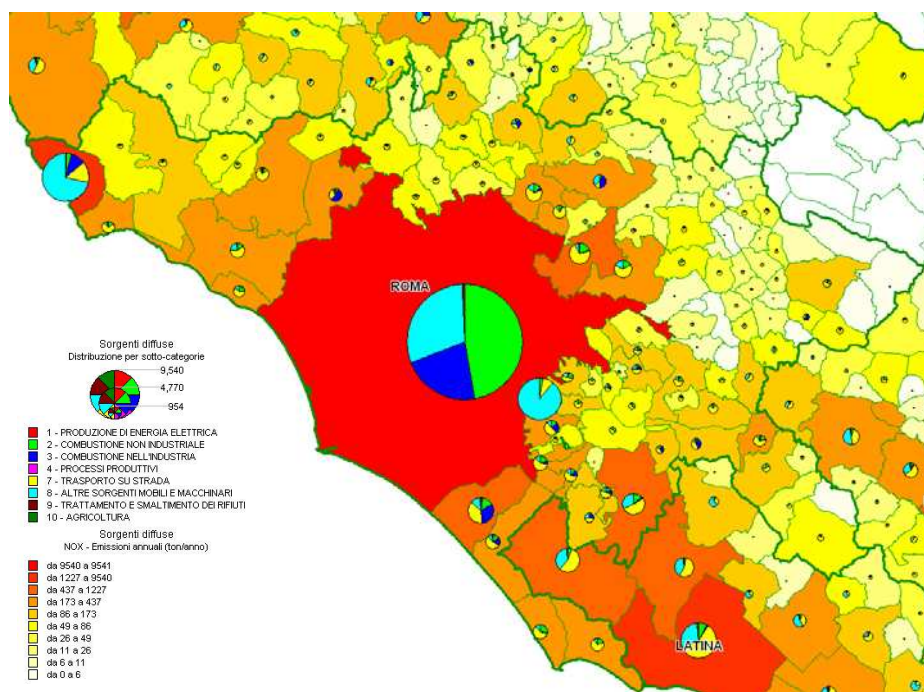 ROMA
LATINA
Sorgenti diffuse
Distribuzione per sotto-categorie
9,540
4,770
954
1 - PRODUZIONE DI ENERGIA ELETTRICA
2 - COMBUSTIONE NON INDUSTRIALE
3 - COMBUSTIONE NELL'INDUSTRIA
4 - PROCESSI PRODUTTIVI
7 - TRASPORTO SU STRADA
8 - ALTRE SORGENTI MOBILI E MACCHINARI
9 - TRATTAMENTO E SMALTIMENTO DEI RIFIUTI
10 - AGRICOLTURA
Sorgenti diffuse
NOX - Emissioni annuali (ton/anno)
da 9540 a 9541
da 1227 a 9540
da 437 a 1227
da 173 a 437
da 86 a 173
da 49 a 86
da 26 a 49
da 11 a 26
da 6 a 11
da 0 a 6